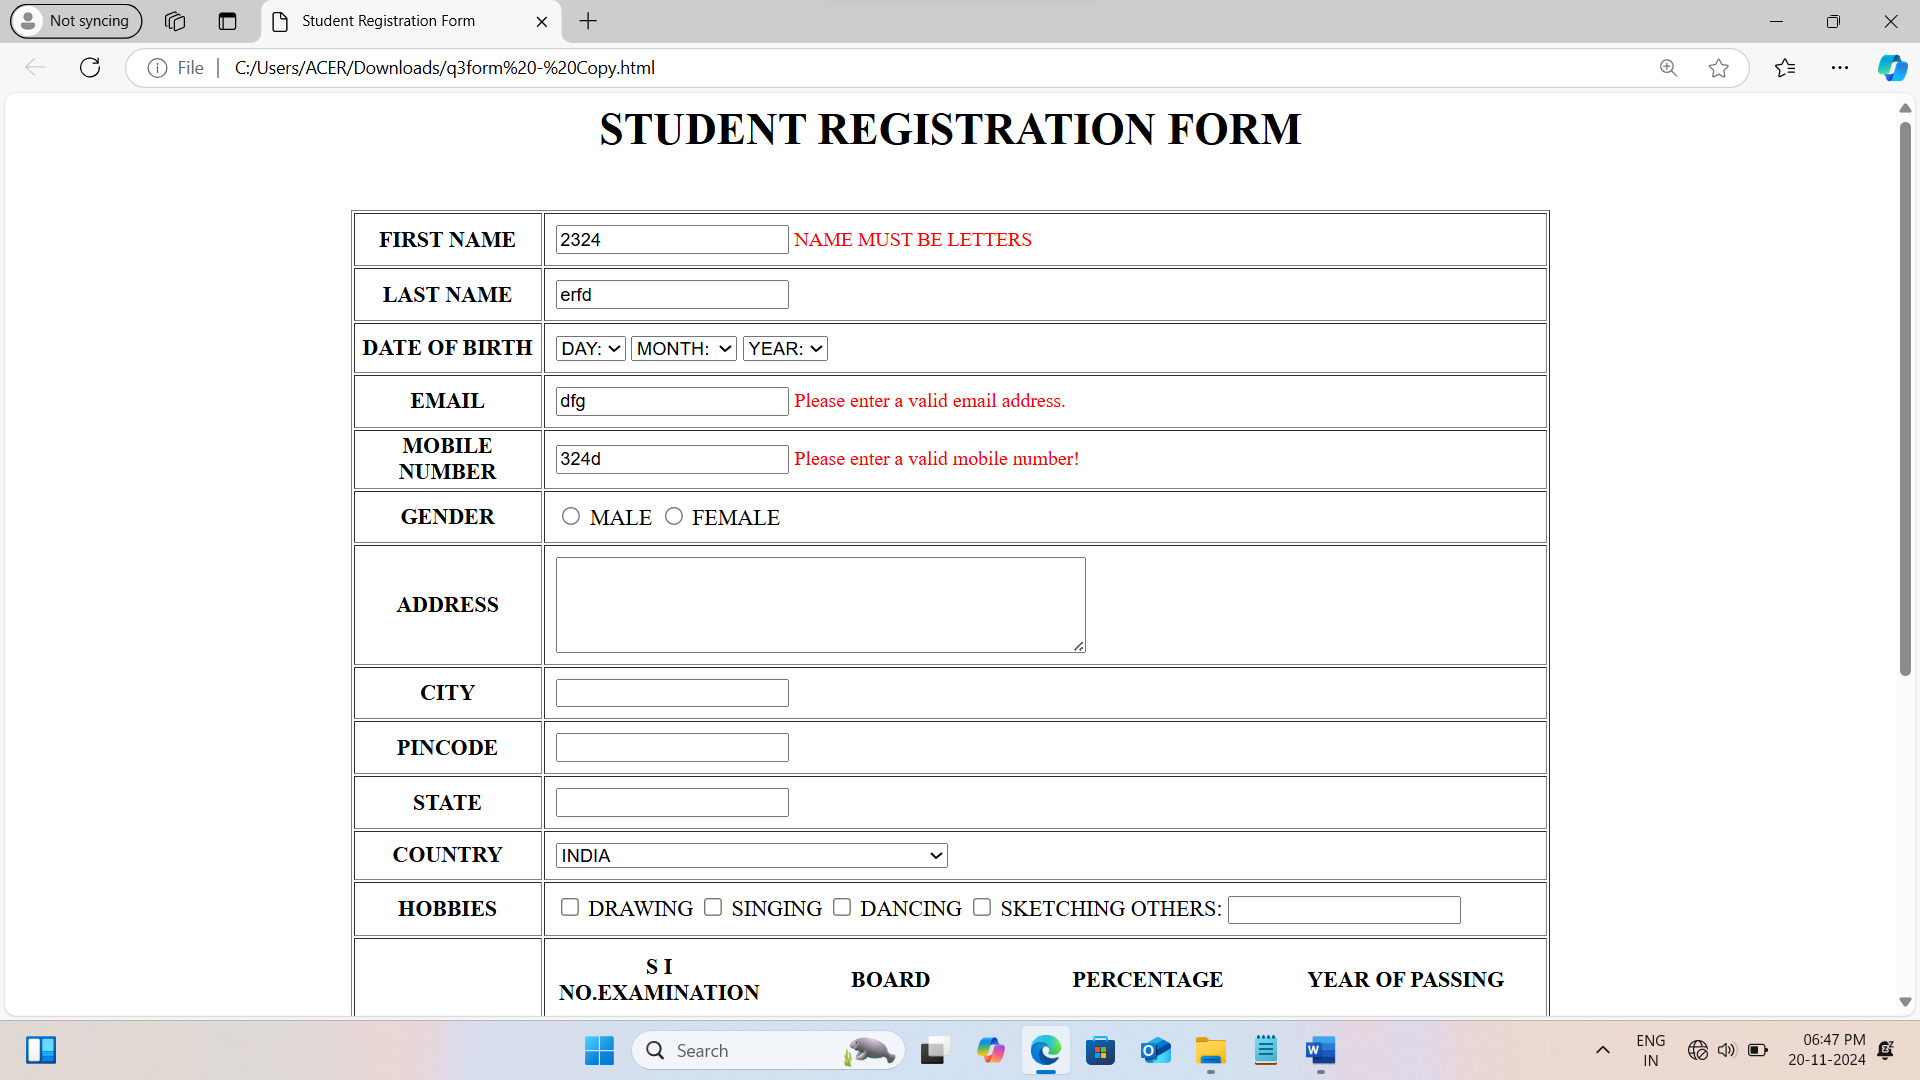 Not syncing
Student Registration Form
File
C:/Users/ACER/Downloads/q3form%20-%20Copy.html
STUDENT REGISTRATION FORM
FIRST NAME 2324 NAME MUST BE LETTERS
LAST NAME erfd
DATE OF BIRTH DAY: MONTH: YEAR:
EMAIL dfg Please enter a valid email address.
MOBILE
NUMBER 324d Please enter a valid mobile number!
GENDER MALE FEMALE
ADDRESS
CITY
PINCODE
STATE
COUNTRY INDIA
HOBBIES DRAWING SINGING DANCING SKETCHING OTHERS:
S I
NO.EXAMINATION BOARD PERCENTAGE YEAR OF PASSING
Search
ENG
IN
06:47 PM
20-11-2024